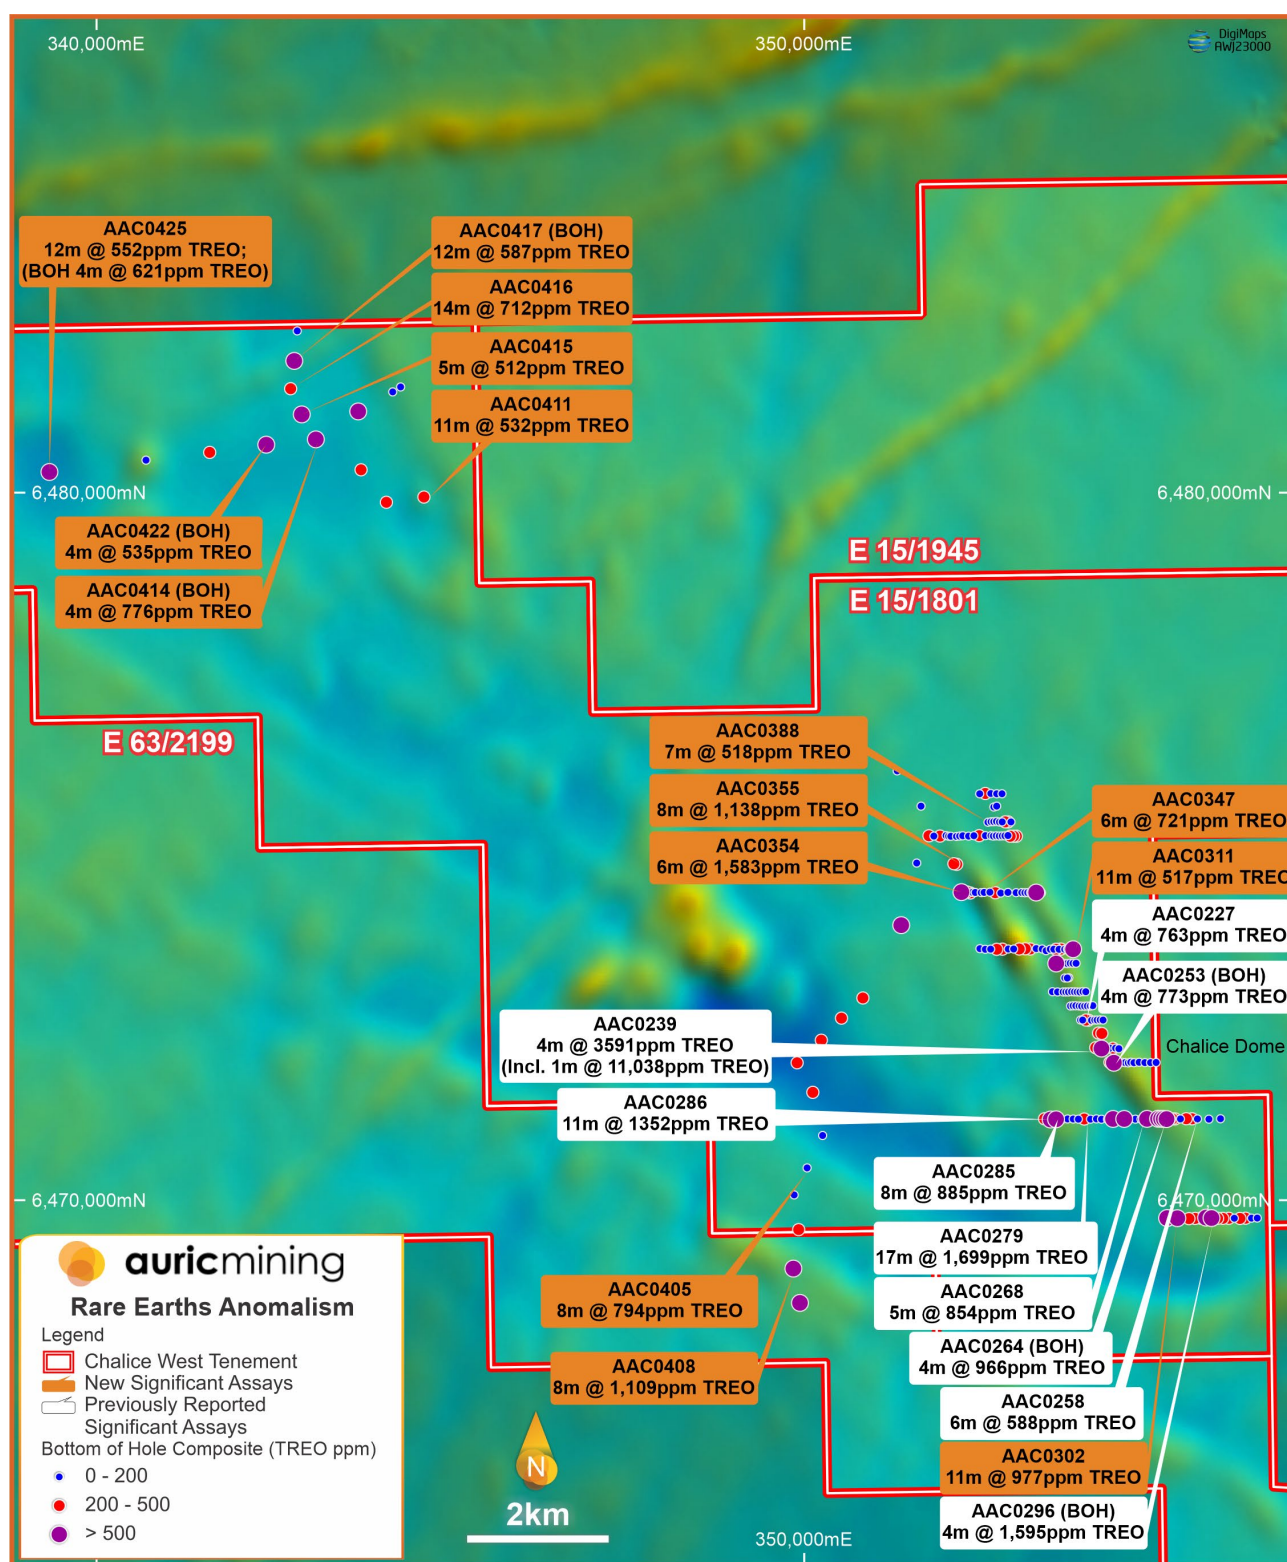 340,000mE
350,000mE
DigiMaps
AWJ23000
AAC0425
12m @ 552ppm TREO;
(BOH 4m @ 621ppm TREO)
AAC0417 (BOH)
12m @ 587ppm TREO
AAC0416
14m @ 712ppm TREO
AAC0415
5m @ 512ppm TREO
AAC0411
11m @ 532ppm TREO
6,480,000mN
6,480,000mN
AAC0422 (BOH)
4m @ 535ppm TREO
AAC0414 (BOH)
4m @ 776ppm TREO
E 15/1945
E 15/1801
E 63/2199
AAC0388
7m @ 518ppm TREO
AAC0355
8m @ 1,138ppm TREO
AAC0354
6m @ 1,583ppm TREO
AAC0347
6m @ 721ppm TREO
AAC0311
11m @ 517ppm TREO
AAC0227
4m @ 763ppm TREO
AAC0253 (BOH)
4m @ 773ppm TREO
AAC0239
4m @ 3591ppm TREO
(Incl. 1m @ 11,038ppm TREO)
Chalice Dome
AAC0286
11m @ 1352ppm TREO
AAC0285
8m @ 885ppm TREO
6,470,000mN
6,470,000mN
AAC0279
17m @ 1,699ppm TREO
AAC0268
5m @ 854ppm TREO
AAC0264 (BOH)
4m @ 966ppm TREO
AAC0258
6m @ 588ppm TREO
AAC0302
11m @ 977ppm TREO
AAC0296 (BOH)
4m @ 1,595ppm TREO
AAC0405
8m @ 794ppm TREO
AAC0408
8m @ 1,109ppm TREO
auricmining
Rare Earths Anomalism
Legend
Chalice West Tenement
New Significant Assays
Previously Reported
Significant Assays
Bottom of Hole Composite (TREO ppm)
0 - 200
200 - 500
> 500
N
2km
350,000mE